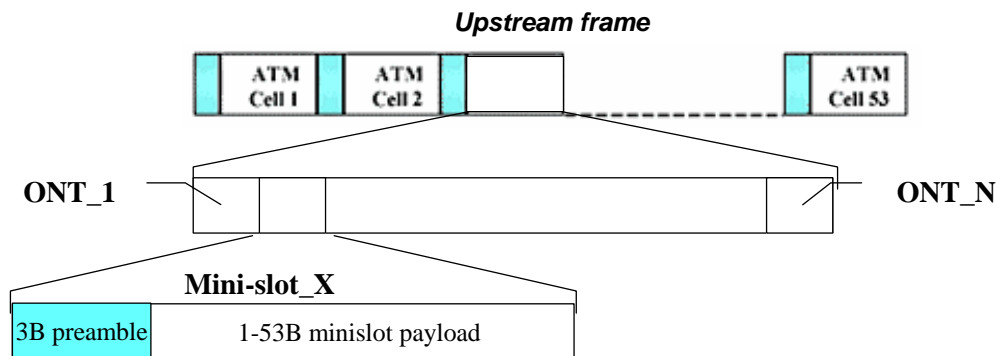 Upstream frame
ATM
Cell 1
ATM
Cell 2
ATM
Cell 53
ONT_1
ONT_N
Mini-slot_X
3B preamble
1-53B minislot payload